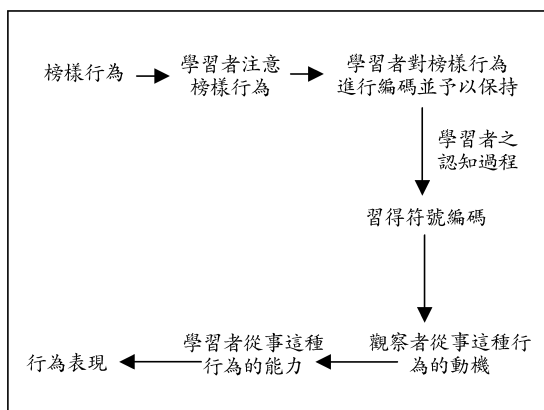 榜樣行為
學習者注意
榜樣行為
學習者對榜樣行為
進行編碼並予以保持
學習者之
認知過程
習得符號編碼
觀察者從事這種行
為的動機
學習者從事這種
行為的能力
行為表現